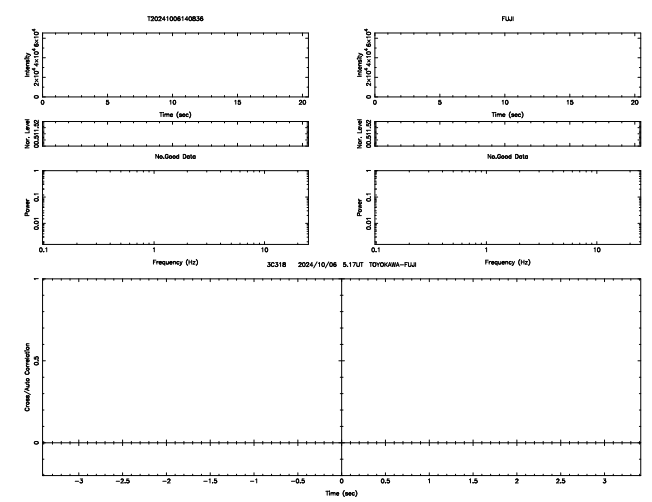 T20241006140836 FUJI
Intensity
0 2×10⁴ 4×10⁴ 6×10⁴
0 5 10 15 20
Time (sec)
Intensity
0 2×10⁴ 4×10⁴ 6×10⁴
0 5 10 15 20
Time (sec)
Nor. Level
00.511.52
Nor. Level
00.511.52
No.Good Data No.Good Data
Power
0.01 0.1 1
0.1 1 10
Frequency (Hz)
Power
0.01 0.1 1
0.1 1 10
Frequency (Hz)
3C318 2024/10/06 5.17UT TOYOKAWA-FUJI
Cross/Auto Correlation
0 0.5 1
-3 -2.5 -2 -1.5 -1 -0.5 0 0.5 1 1.5 2 2.5 3
Time (sec)